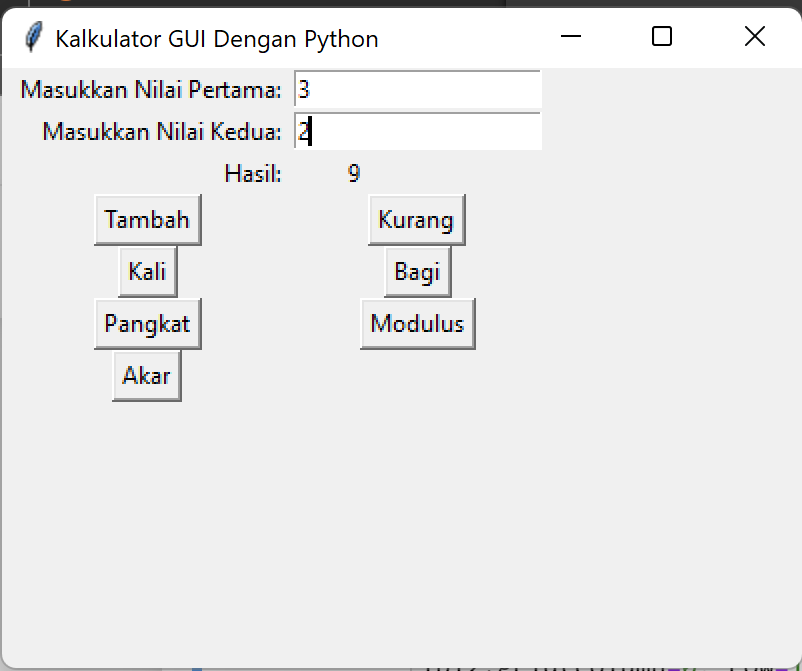 Kalkulator GUI Dengan Python
Masukkan Nilai Pertama: 3
Masukkan Nilai Kedua: 2
Hasil: 9
Tambah Kurang
Kali Bagi
Pangkat Modulus
Akar